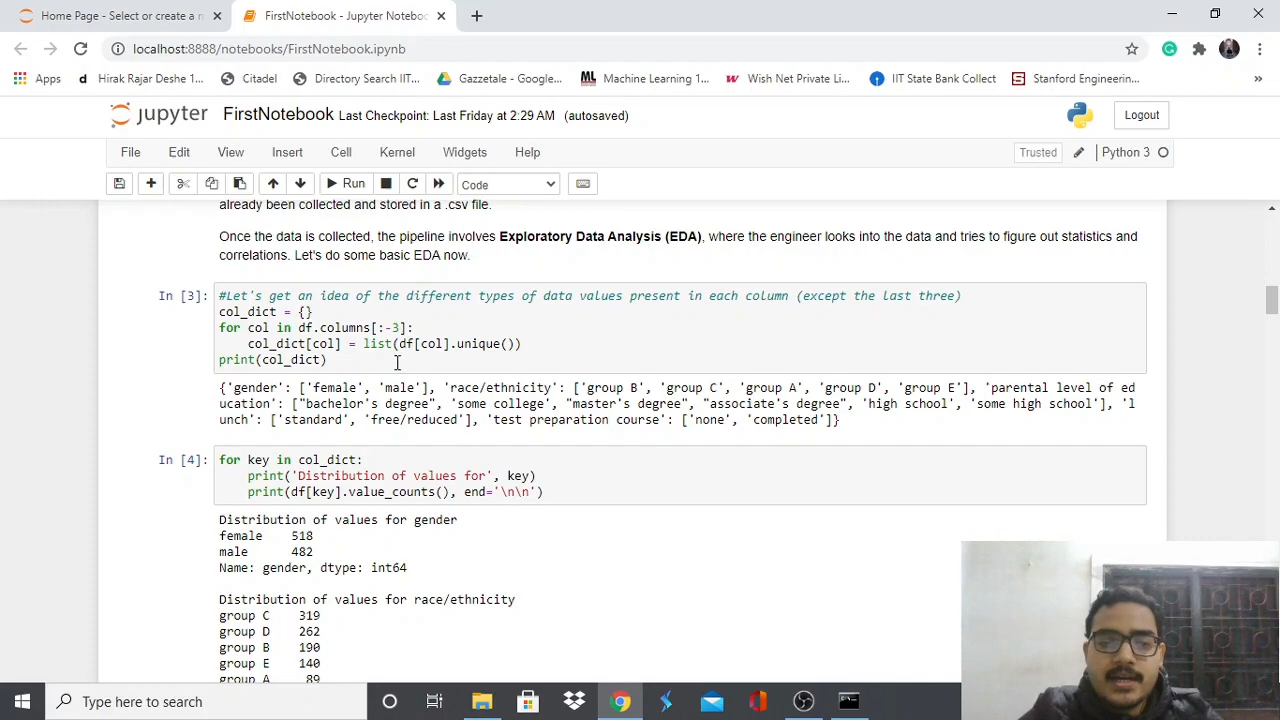 Home Page - Select or create a n
FirstNotebook - Jupyter Notebook
localhost:8888/notebooks/FirstNotebook.ipynb
Apps
Hirak Rajar Deshe 1...
Citadel
Directory Search IIT...
Gazzetale - Google...
ML
Machine Learning 1...
Wish Net Private Li...
IIT State Bank Collect
Stanford Engineerin...
»
jupyter FirstNotebook Last Checkpoint: Last Friday at 2:29 AM (autosaved)
Logout
File Edit View Insert Cell Kernel Widgets Help
Trusted
Python 3
Run
Code
already been collected and stored in a .csv file.
Once the data is collected, the pipeline involves Exploratory Data Analysis (EDA), where the engineer looks into the data and tries to figure out statistics and
correlations. Let's do some basic EDA now.
In [3]: #Let's get an idea of the different types of data values present in each column (except the last three)
col_dict = {}
for col in df.columns[:-3]:
    col_dict[col] = list(df[col].unique())
print(col_dict)
{'gender': ['female', 'male'], 'race/ethnicity': ['group B', 'group C', 'group A', 'group D', 'group E'], 'parental level of ed
ucation': ["bachelor's degree", 'some college', "master's degree", "associate's degree", 'high school', 'some high school'], 'l
unch': ['standard', 'free/reduced'], 'test preparation course': ['none', 'completed']}
In [4]: for key in col_dict:
    print('Distribution of values for', key)
    print(df[key].value_counts(), end='\n\n')
Distribution of values for gender
female    518
male      482
Name: gender, dtype: int64
Distribution of values for race/ethnicity
group C    319
group D    262
group B    190
group E    140
group A     89
Type here to search